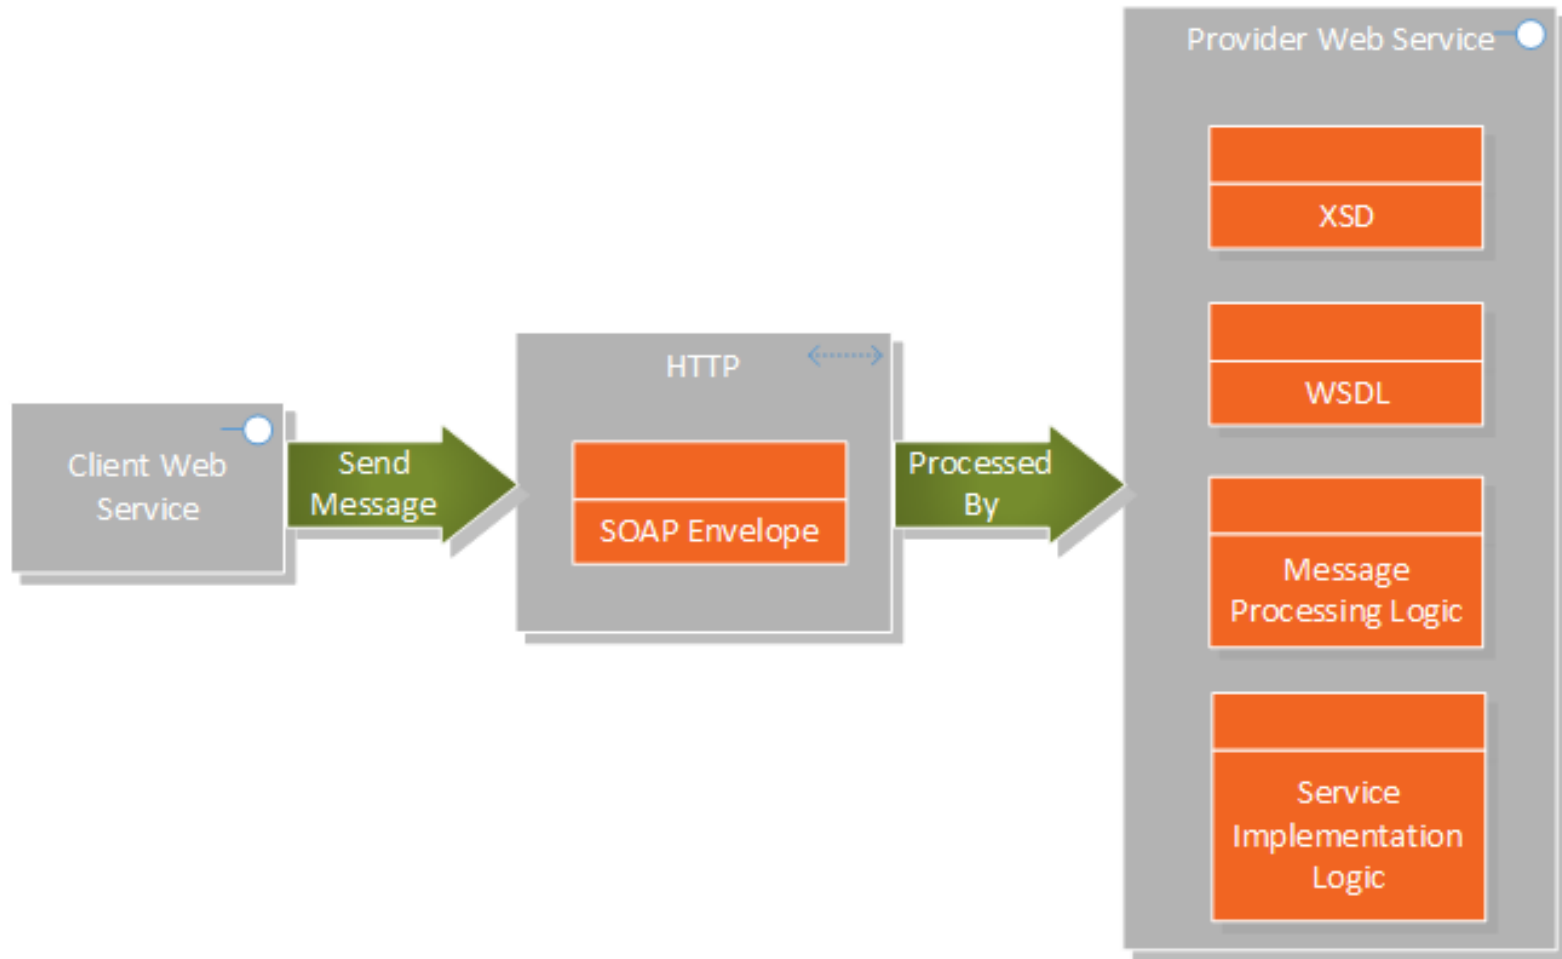 Client Web
Service
Send
Message
HTTP
SOAP Envelope
Processed
By
Provider Web Service
XSD
WSDL
Message
Processing Logic
Service
Implementation
Logic